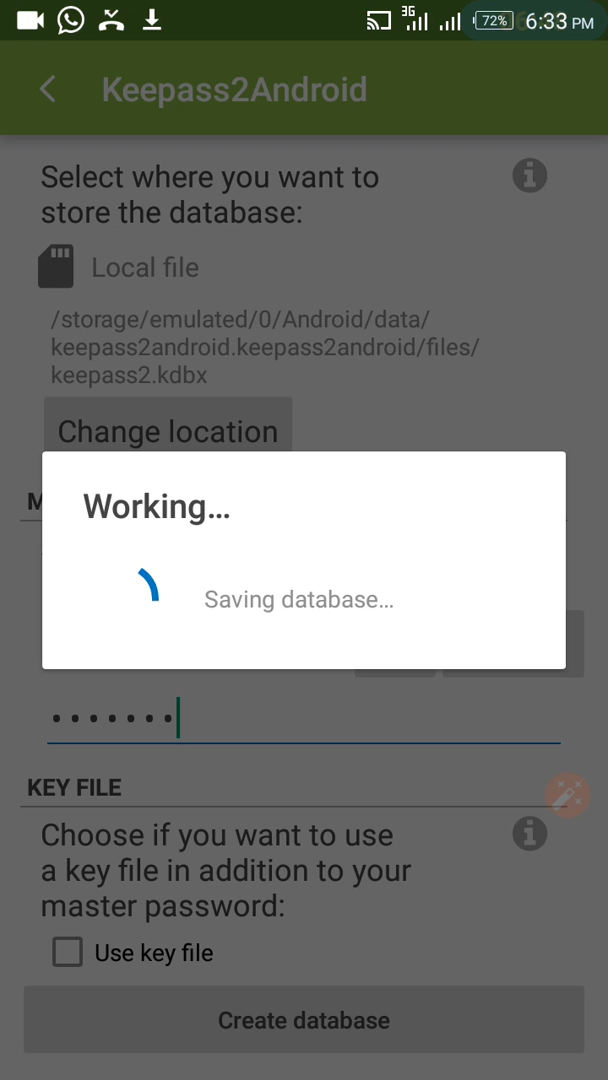 3G
72%
6:33 PM
Keepass2Android
Select where you want to
store the database:
Local file
/storage/emulated/0/Android/data/
keepass2android.keepass2android/files/
keepass2.kdbx
Change location
M
Working...
Saving database...
•••••••
KEY FILE
Choose if you want to use
a key file in addition to your
master password:
Use key file
Create database